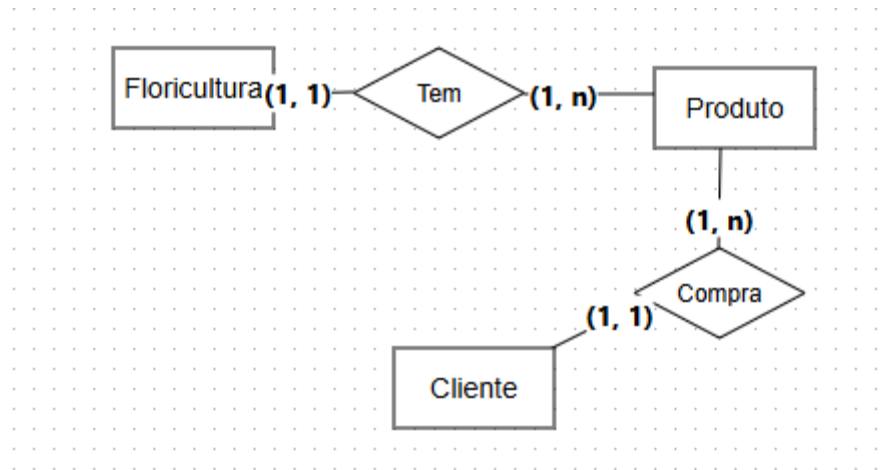 Floricultura
(1, 1)
Tem
(1, n)
Produto
(1, n)
Compra
(1, 1)
Cliente